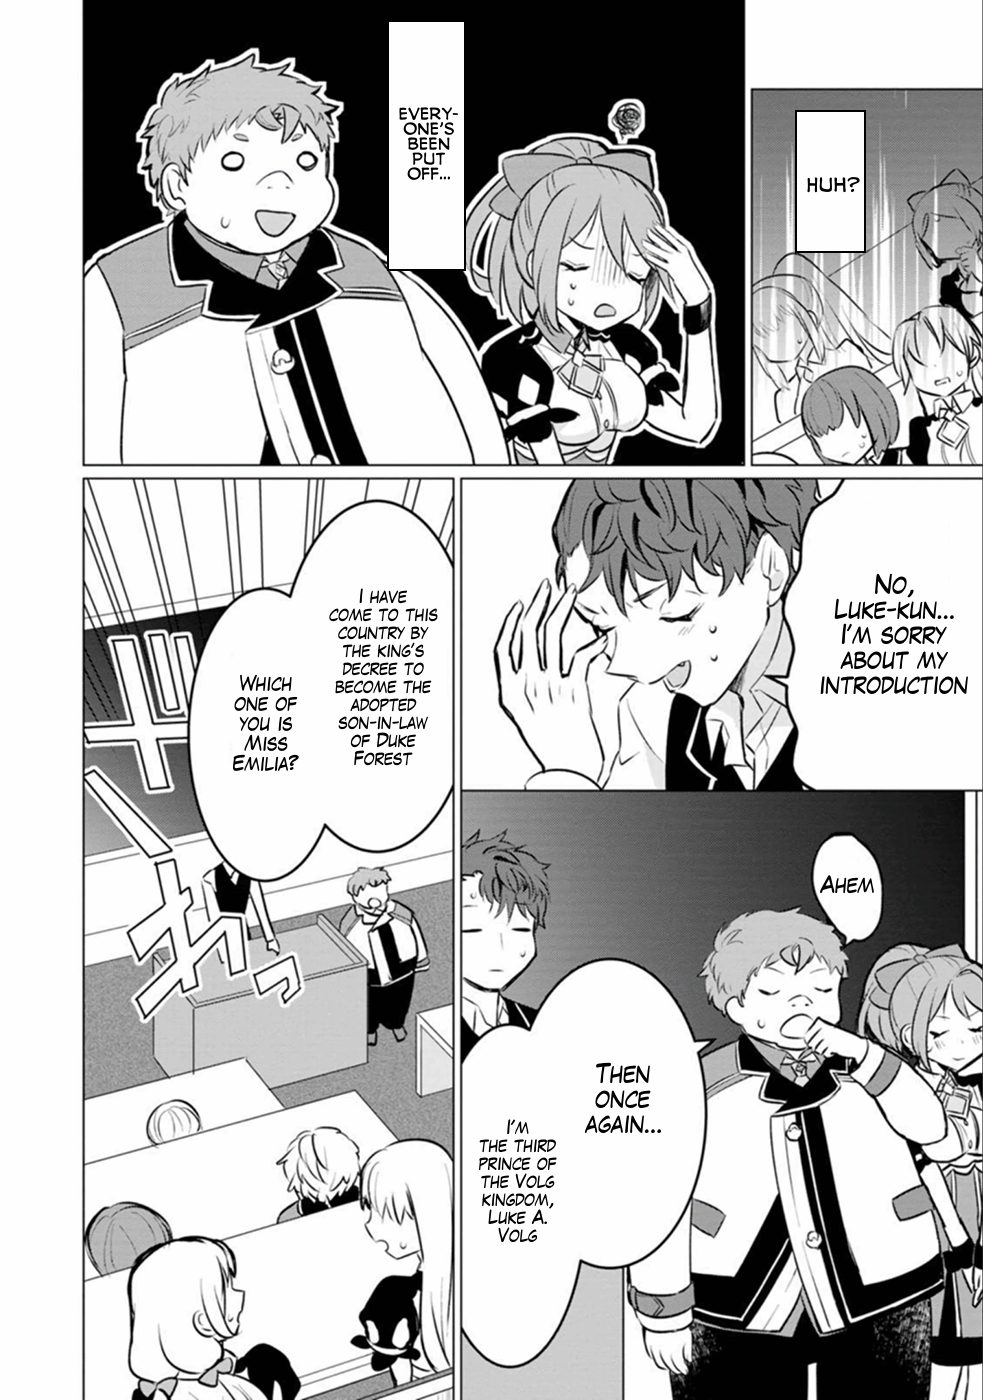 HUH?
EVERY-
ONE'S
BEEN
PUT
OFF...
NO,
LUKE-KUN...
I'M SORRY
ABOUT MY
INTRODUCTION
AHEM
THEN
ONCE
AGAIN...
I'M
THE THIRD
PRINCE OF
THE VOLG
KINGDOM,
LUKE A.
VOLG
I HAVE
COME TO THIS
COUNTRY BY
THE KING'S
DECREE TO
BECOME THE
ADOPTED
SON-IN-LAW
OF DUKE
FOREST
WHICH
ONE OF
YOU IS
MISS
EMILIA?